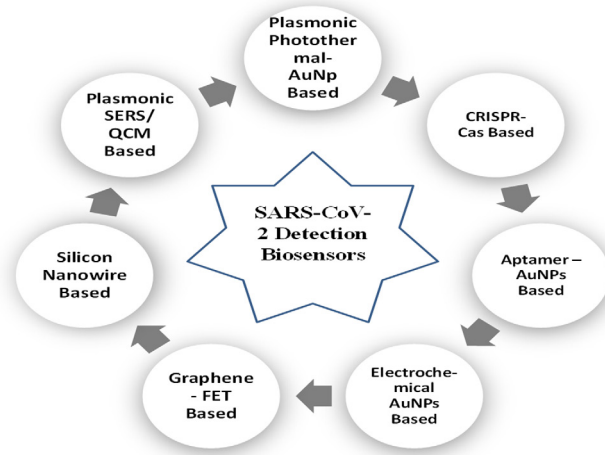 Plasmonic
Photother
mal-
AuNp
Based
CRISPR-
Cas Based
Aptamer –
AuNPs
Based
Electroche-
mical
AuNPs
Based
Graphene
- FET
Based
Silicon
Nanowire
Based
Plasmonic
SERS/
QCM
Based
SARS-CoV-
2 Detection
Biosensors